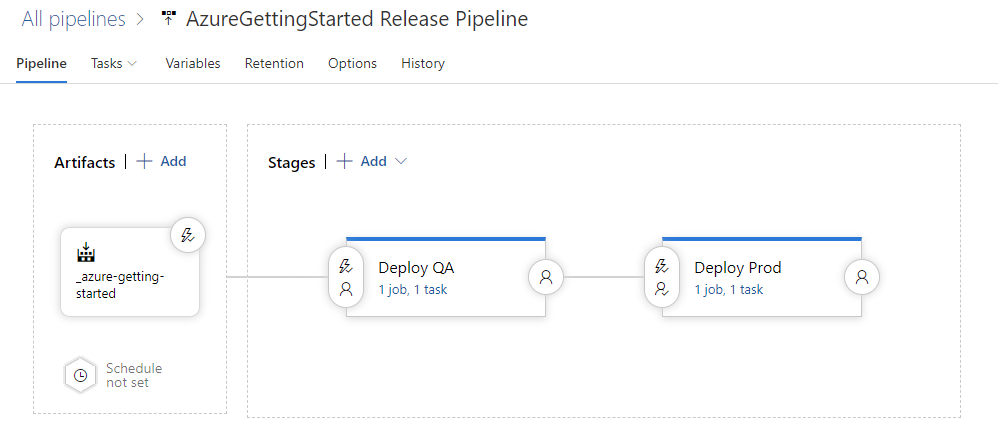 All pipelines > AzureGettingStarted Release Pipeline
Pipeline Tasks Variables Retention Options History
Artifacts | + Add
Stages | + Add
_azure-getting-
started
Schedule
not set
Deploy QA
1 job, 1 task
Deploy Prod
1 job, 1 task